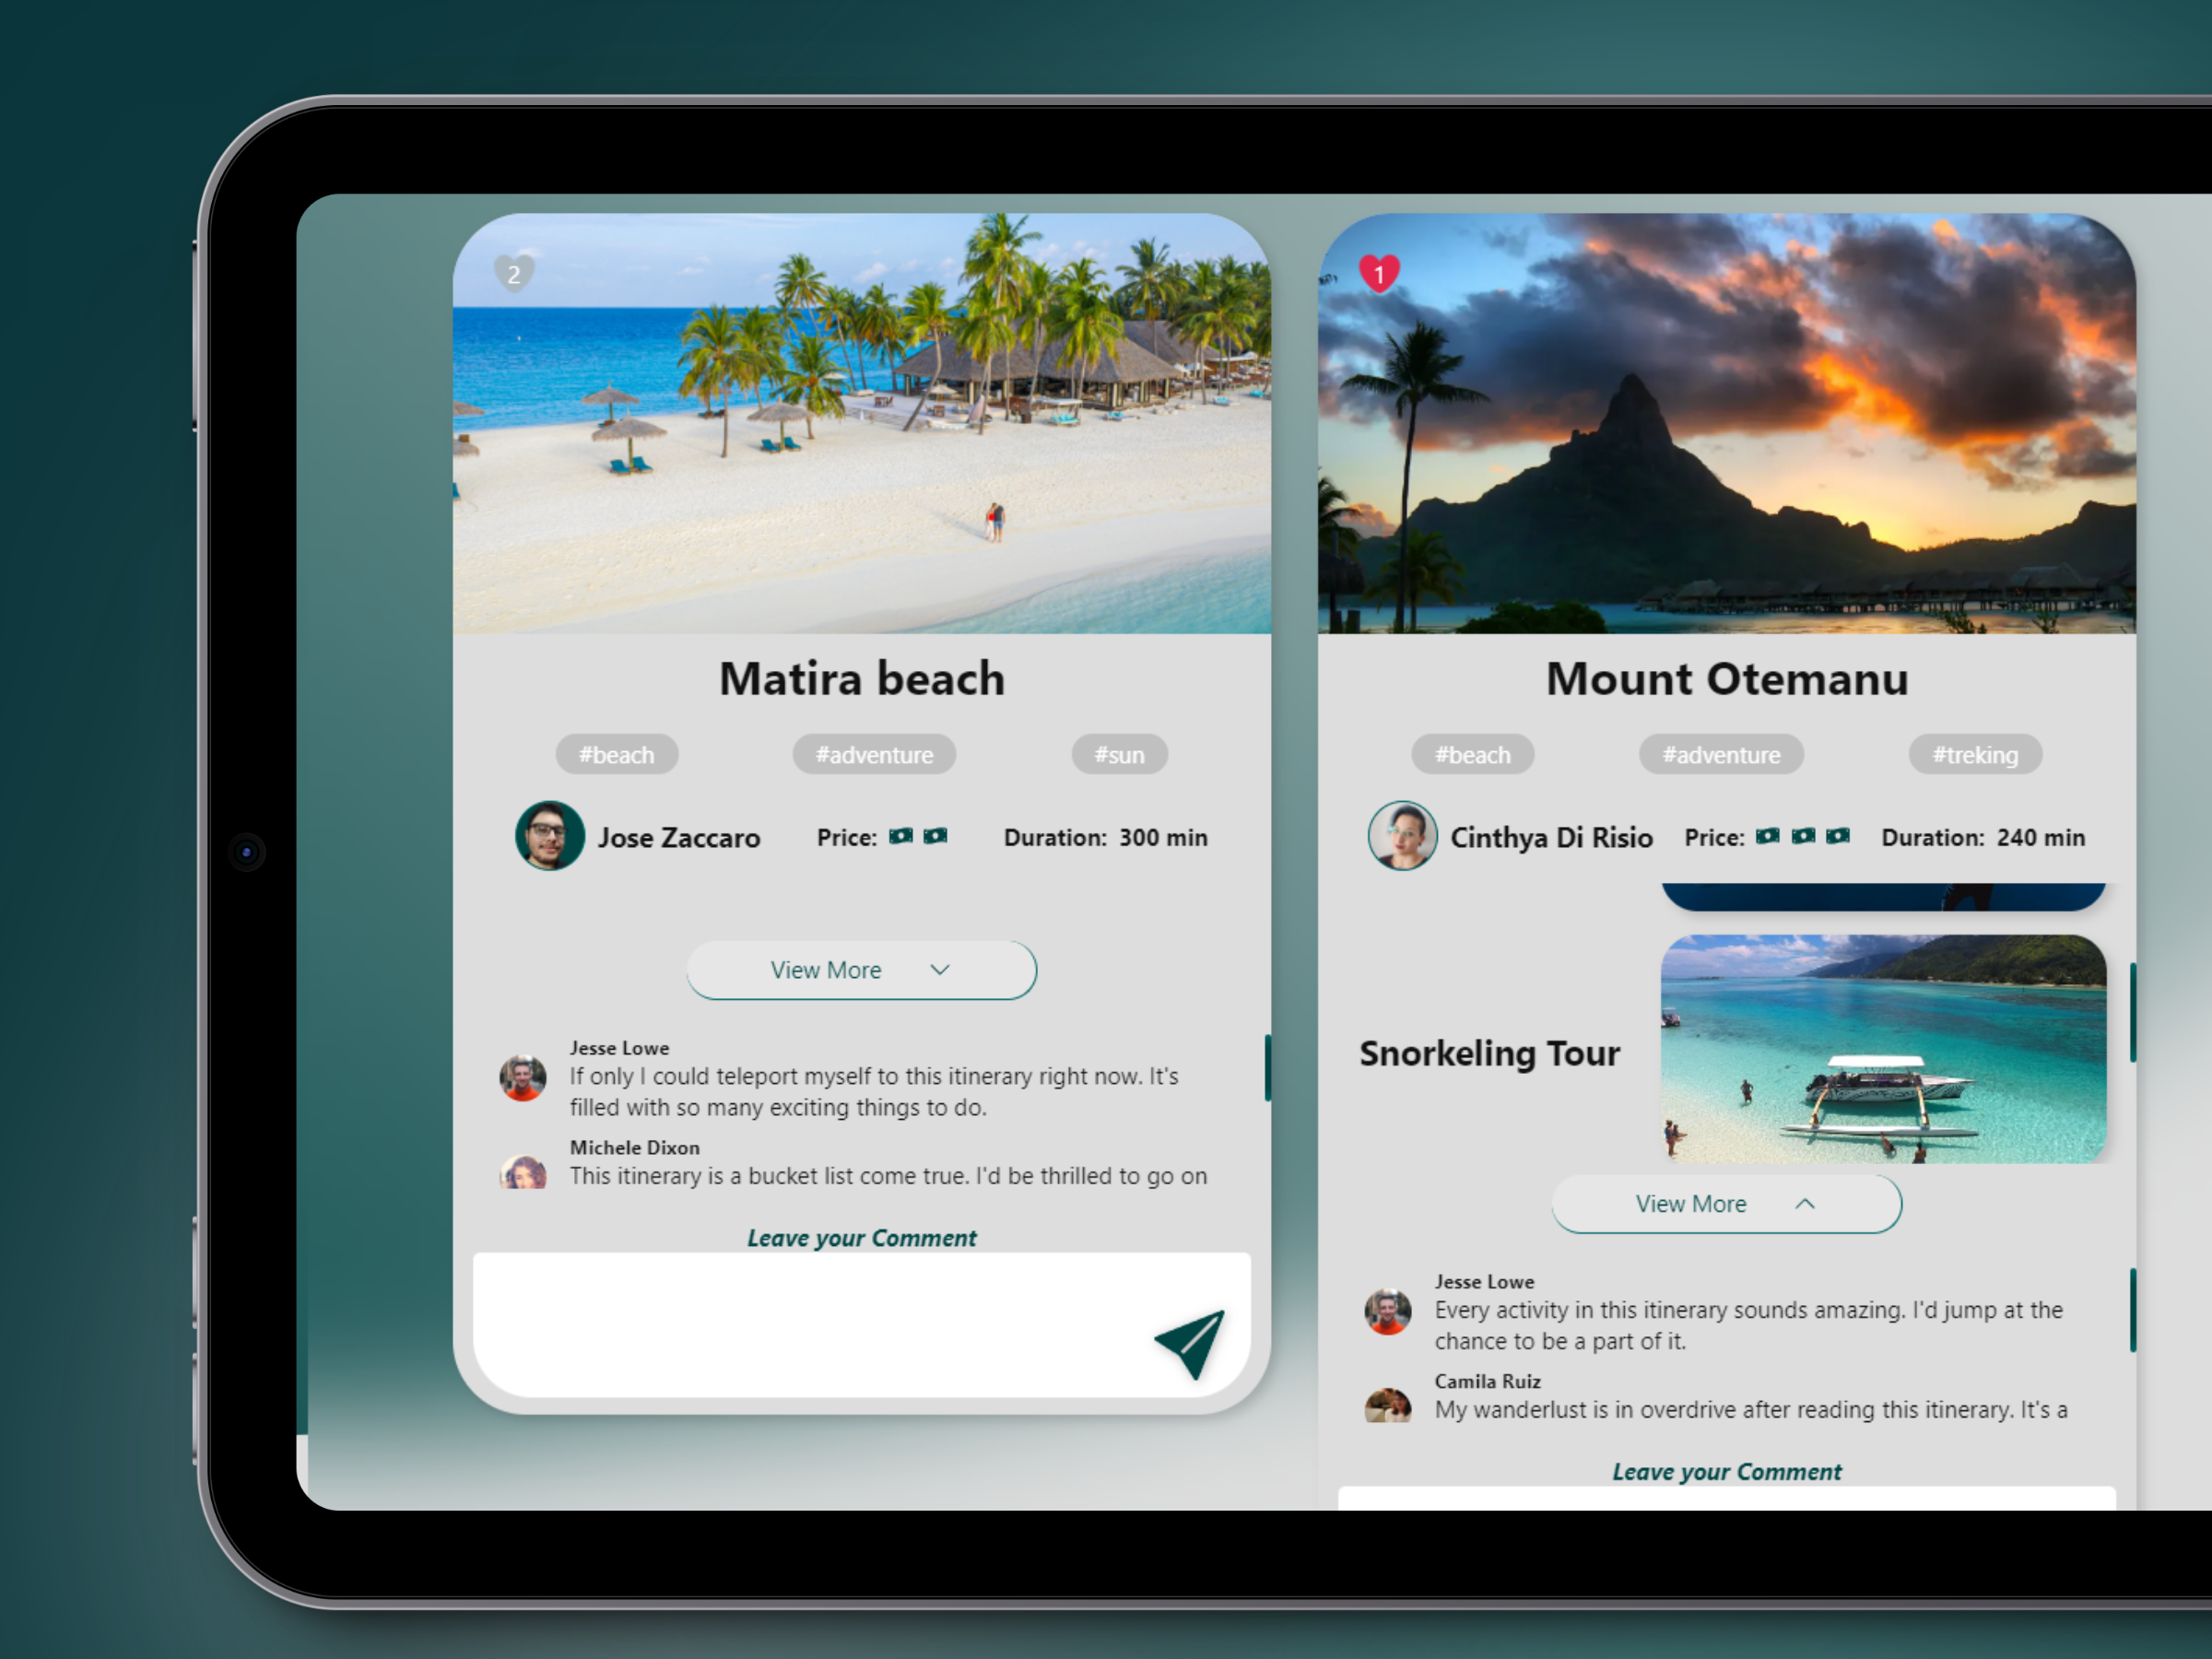 2
Matira beach
#beach #adventure #sun
Jose Zaccaro Price: Duration: 300 min
View More
Jesse Lowe
If only I could teleport myself to this itinerary right now. It's
filled with so many exciting things to do.
Michele Dixon
This itinerary is a bucket list come true. I'd be thrilled to go on
Leave your Comment
1
Mount Otemanu
#beach #adventure #treking
Cinthya Di Risio Price: Duration: 240 min
Snorkeling Tour
View More
Jesse Lowe
Every activity in this itinerary sounds amazing. I'd jump at the
chance to be a part of it.
Camila Ruiz
My wanderlust is in overdrive after reading this itinerary. It's a
Leave your Comment